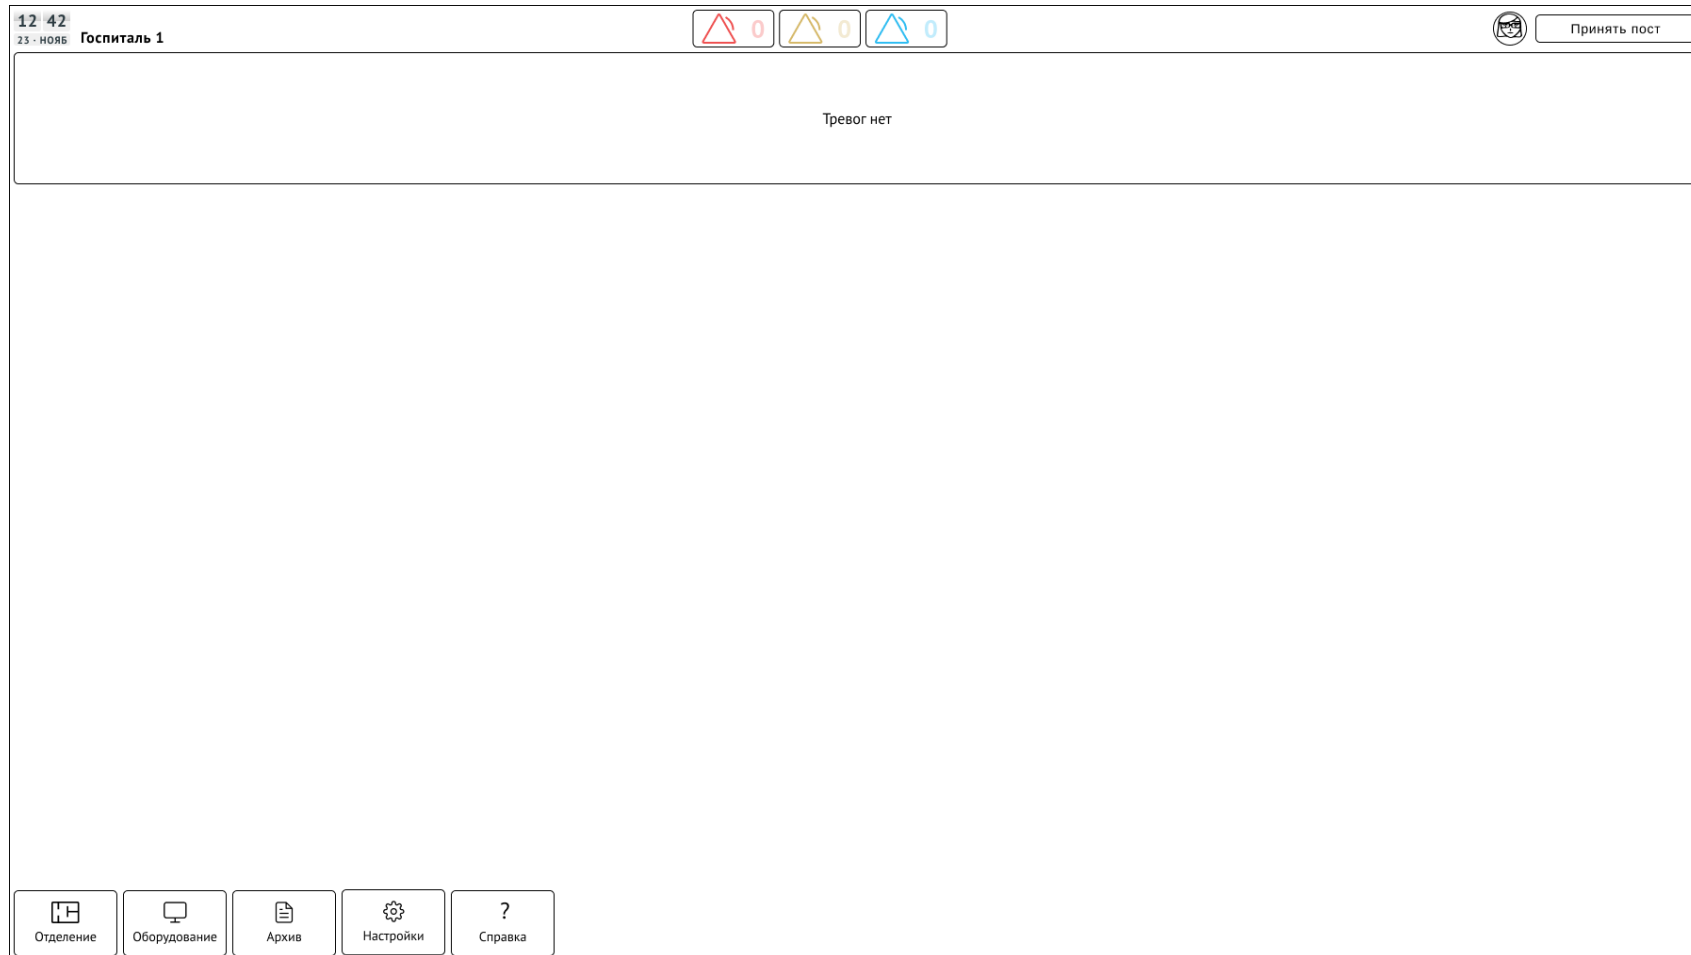 12 42
23 - НОЯБ
Госпиталь 1
0
0
0
Принять пост
Тревог нет
Отделение
Оборудование
Архив
Настройки
?
Справка